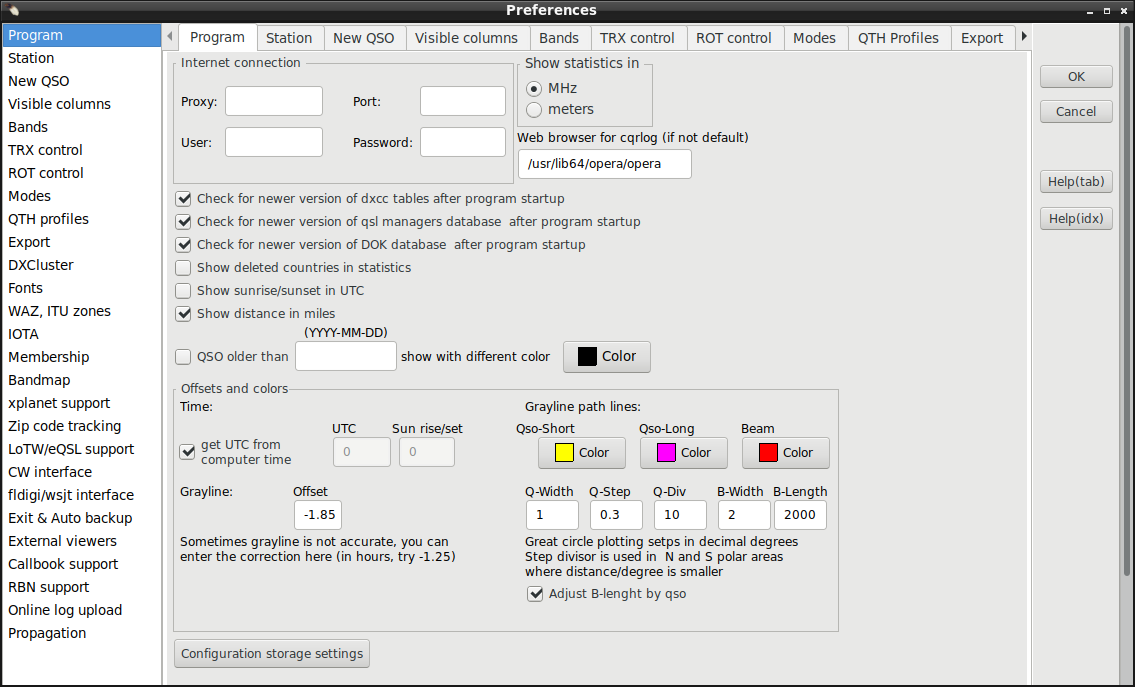 Preferences
Program
Station
New QSO
Visible columns
Bands
TRX control
ROT control
Modes
QTH profiles
Export
DXCluster
Fonts
WAZ, ITU zones
IOTA
Membership
Bandmap
xplanet support
Zip code tracking
LoTW/eQSL support
CW interface
fldigi/wsjt interface
Exit & Auto backup
External viewers
Callbook support
RBN support
Online log upload
Propagation
Program Station New QSO Visible columns Bands TRX control ROT control Modes QTH Profiles Export
Internet connection
Proxy: Port:
User: Password:
Show statistics in
MHz
meters
Web browser for cqrlog (if not default)
/usr/lib64/opera/opera
Check for newer version of dxcc tables after program startup
Check for newer version of qsl managers database  after program startup
Check for newer version of DOK database  after program startup
Show deleted countries in statistics
Show sunrise/sunset in UTC
Show distance in miles
(YYYY-MM-DD)
QSO older than show with different color Color
Offsets and colors
Time:
UTC Sun rise/set
get UTC from
computer time
0 0
Grayline: Offset
-1.85
Sometimes grayline is not accurate, you can
enter the correction here (in hours, try -1.25)
Grayline path lines:
Qso-Short Qso-Long Beam
Color Color Color
Q-Width Q-Step Q-Div B-Width B-Length
1 0.3 10 2 2000
Great circle plotting setps in decimal degrees
Step divisor is used in  N and S polar areas
where distance/degree is smaller
Adjust B-lenght by qso
Configuration storage settings
OK
Cancel
Help(tab)
Help(idx)